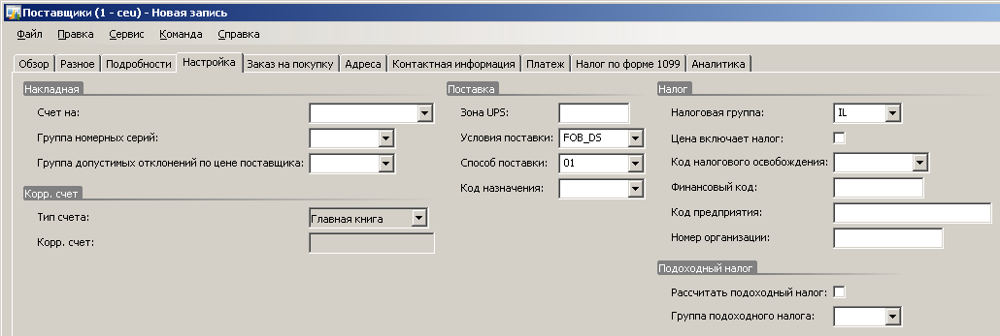 Поставщики (1 - ceu) - Новая запись
Файл Правка Сервис Команда Справка
Обзор Разное Подробности Настройка Заказ на покупку Адреса Контактная информация Платеж Налог по форме 1099 Аналитика
Накладная
Счет на:
Группа номерных серий:
Группа допустимых отклонений по цене поставщика:
Корр. счет
Тип счета: Главная книга
Корр. счет:
Поставка
Зона UPS:
Условия поставки: FOB_DS
Способ поставки: 01
Код назначения:
Налог
Налоговая группа: IL
Цена включает налог:
Код налогового освобождения:
Финансовый код:
Код предприятия:
Номер организации:
Подоходный налог
Рассчитать подоходный налог:
Группа подоходного налога: